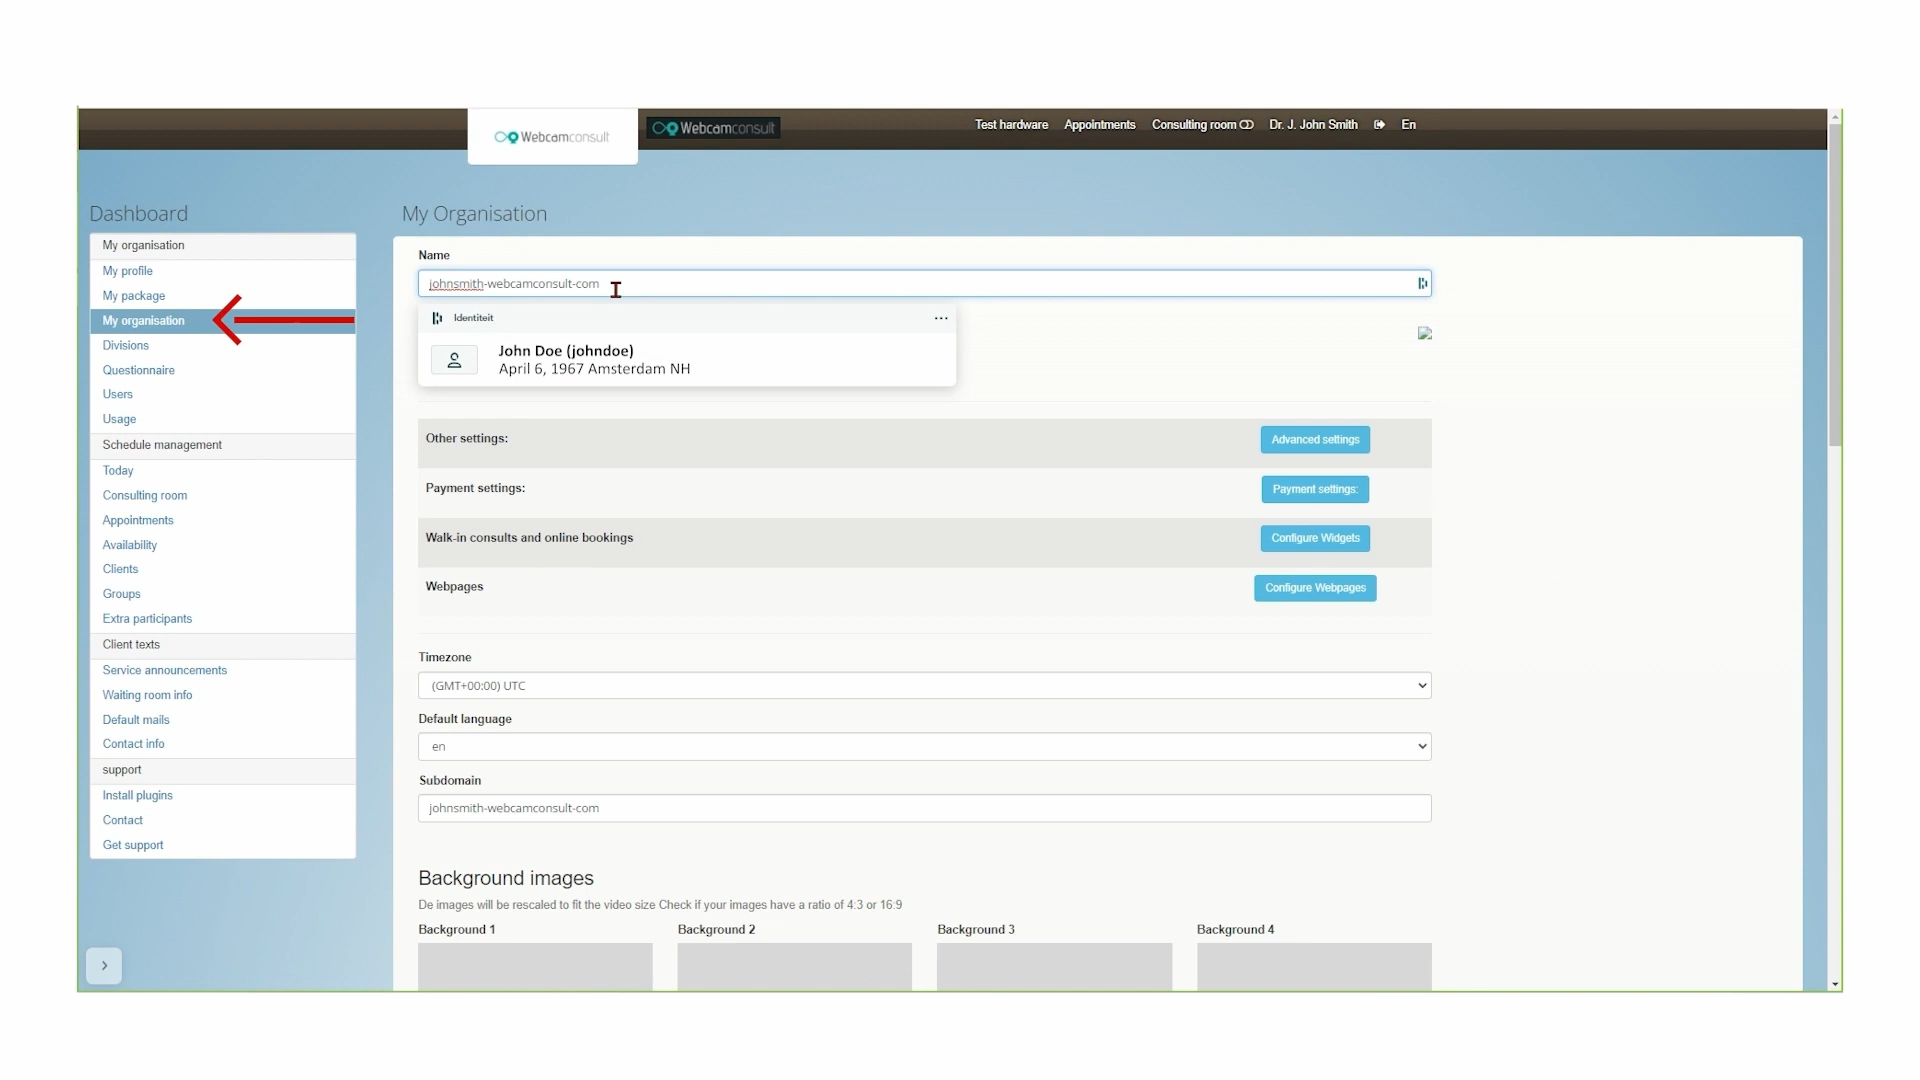 Webcamconsult
Webcamconsult
Test hardware Appointments Consulting room Dr. J. John Smith En
Dashboard
My organisation
My profile
My package
My organisation
Divisions
Questionnaire
Users
Usage
Schedule management
Today
Consulting room
Appointments
Availability
Clients
Groups
Extra participants
Client texts
Service announcements
Waiting room info
Default mails
Contact info
support
Install plugins
Contact
Get support
My Organisation
Name
johnsmith-webcamconsult-com
Identiteit ...
John Doe (johndoe)
April 6, 1967 Amsterdam NH
Other settings: Advanced settings
Payment settings: Payment settings:
Walk-in consults and online bookings Configure Widgets
Webpages Configure Webpages
Timezone
(GMT+00:00) UTC
Default language
en
Subdomain
johnsmith-webcamconsult-com
Background images
De images will be rescaled to fit the video size Check if your images have a ratio of 4:3 or 16:9
Background 1 Background 2 Background 3 Background 4